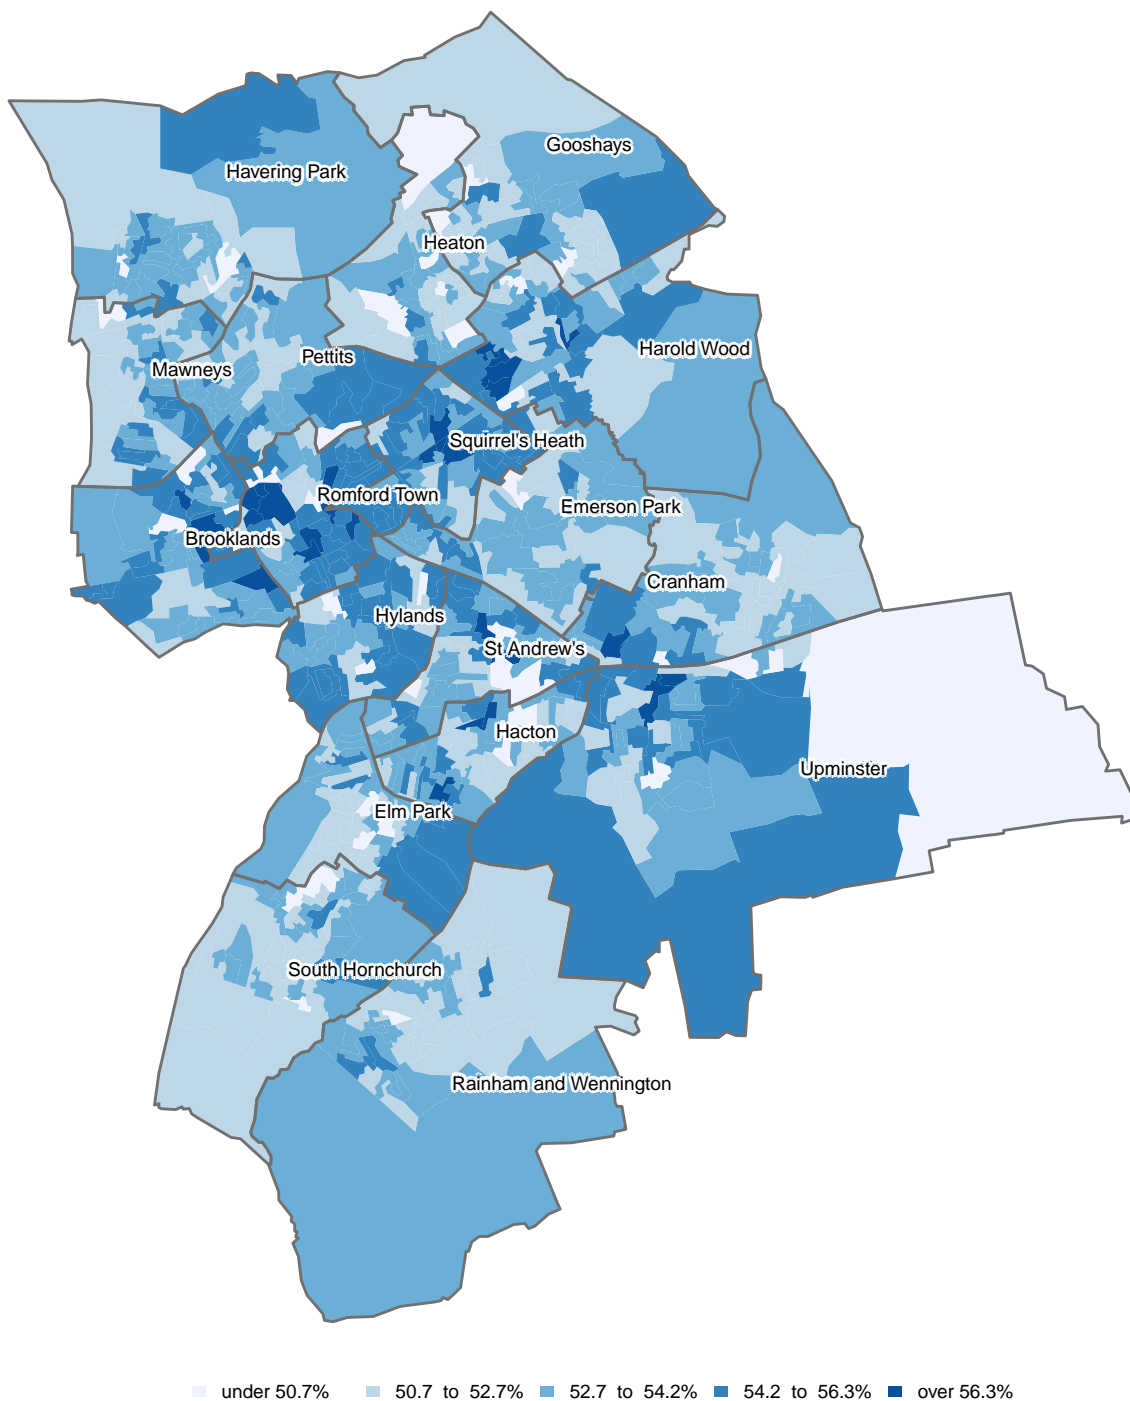 Gooshays
Havering Park
Heaton
Harold Wood
Pettits
Mawneys
Squirrel's Heath
Romford Town
Emerson Park
Brooklands
Cranham
Hylands
St Andrew's
Hacton
Upminster
Elm Park
South Hornchurch
Rainham and Wennington
under 50.7% 50.7 to 52.7% 52.7 to 54.2% 54.2 to 56.3% over 56.3%